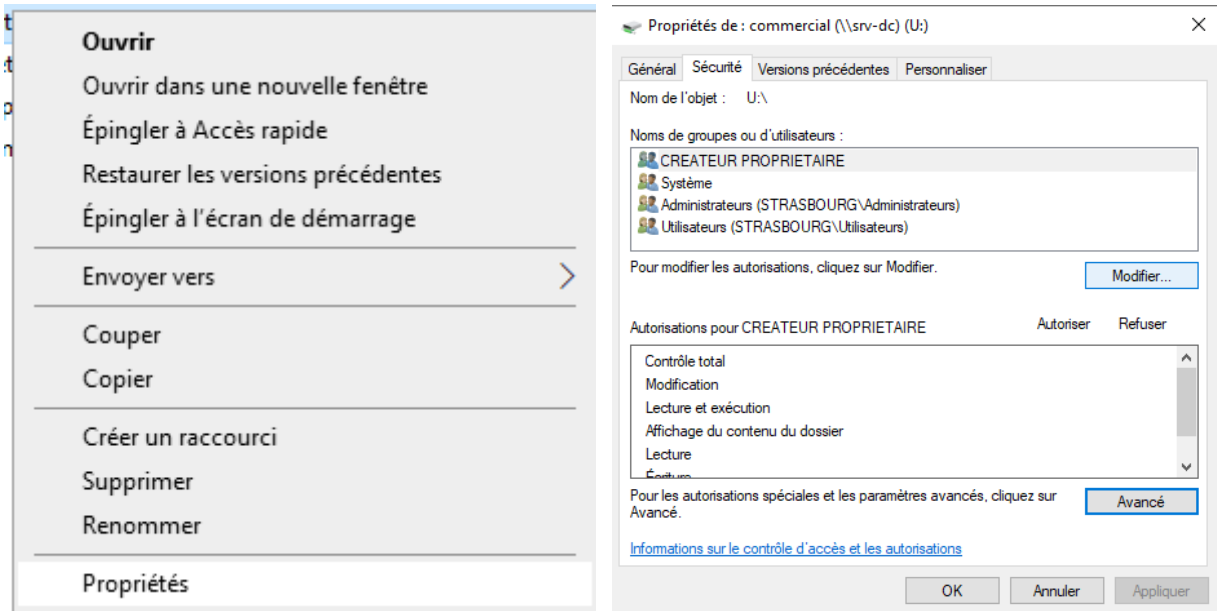 Ouvrir
Ouvrir dans une nouvelle fenêtre
Épingler à Accès rapide
Restaurer les versions précédentes
Épingler à l'écran de démarrage
Envoyer vers
Couper
Copier
Créer un raccourci
Supprimer
Renommer
Propriétés
Propriétés de : commercial (\\srv-dc) (U:)
Général Sécurité Versions précédentes Personnaliser
Nom de l'objet : U:\
Noms de groupes ou d'utilisateurs :
CREATEUR PROPRIETAIRE
Système
Administrateurs (STRASBOURG\Administrateurs)
Utilisateurs (STRASBOURG\Utilisateurs)
Pour modifier les autorisations, cliquez sur Modifier.
Modifier...
Autorisations pour CREATEUR PROPRIETAIRE Autoriser Refuser
Contrôle total
Modification
Lecture et exécution
Affichage du contenu du dossier
Lecture
Écriture
Pour les autorisations spéciales et les paramètres avancés, cliquez sur
Avancé.
Avancé
Informations sur le contrôle d'accès et les autorisations
OK Annuler Appliquer